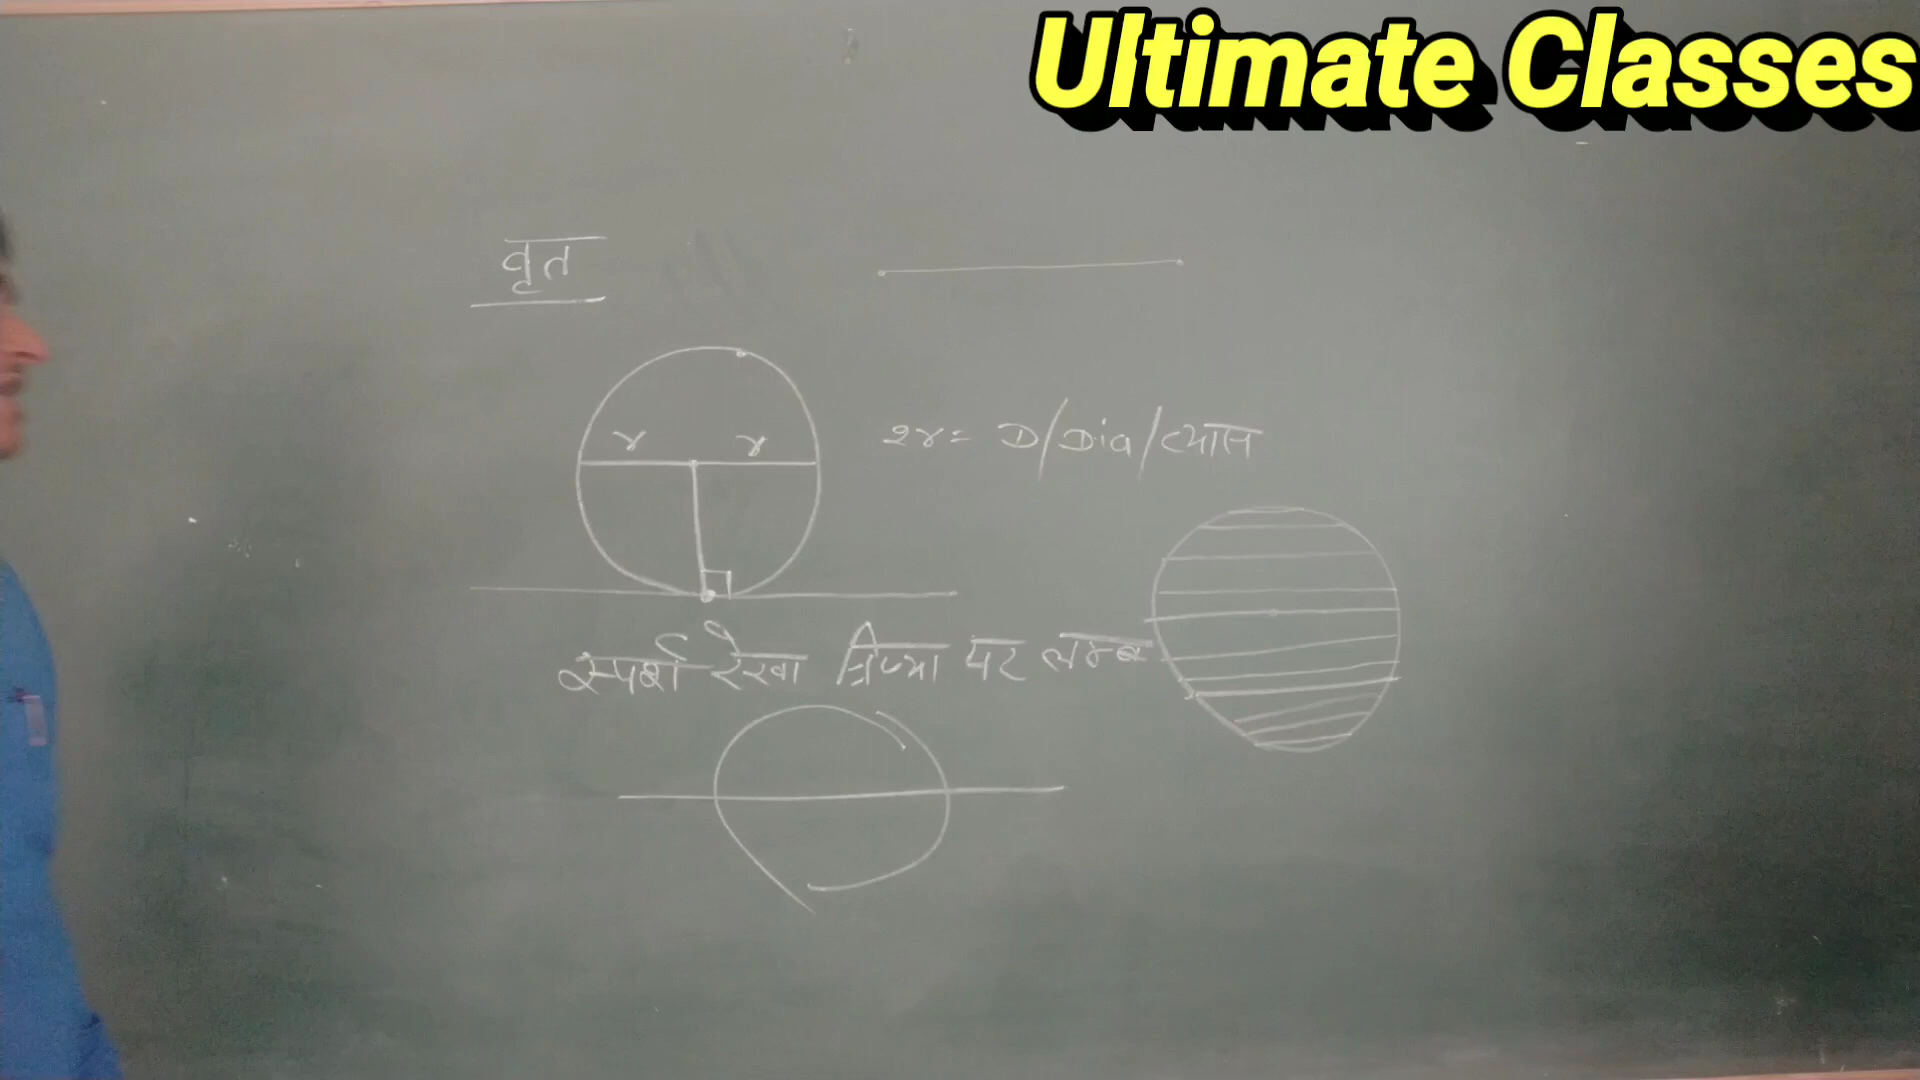 Ultimate Classes
वृत
r r
2r = D/Dia/व्यास
स्पर्श रेखा त्रिज्या पर लम्ब